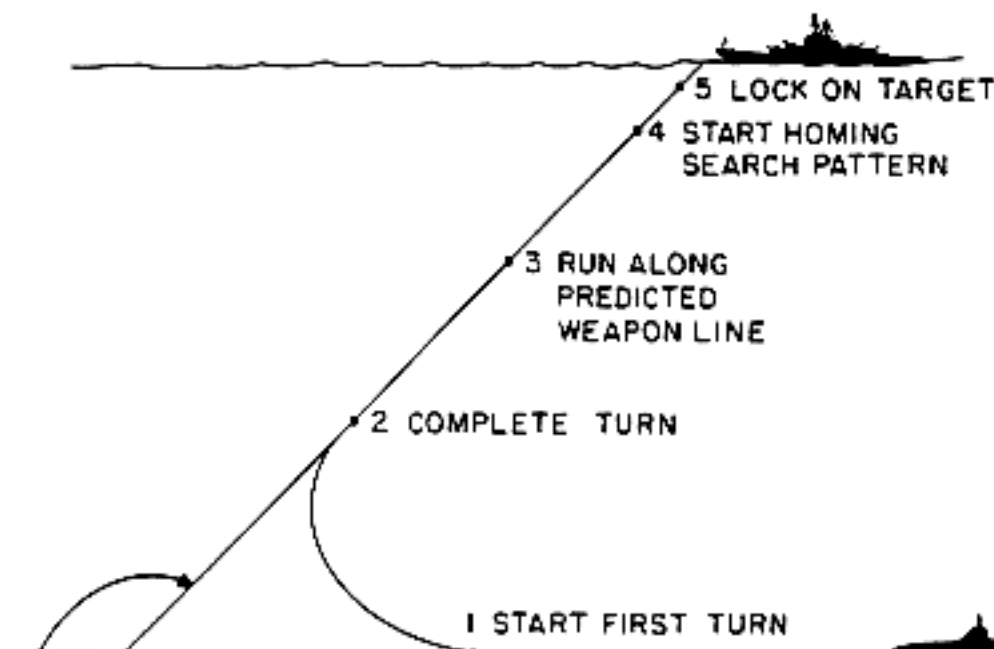 5 LOCK ON TARGET
4 START HOMING
SEARCH PATTERN
3 RUN ALONG
PREDICTED
WEAPON LINE
2 COMPLETE TURN
1 START FIRST TURN